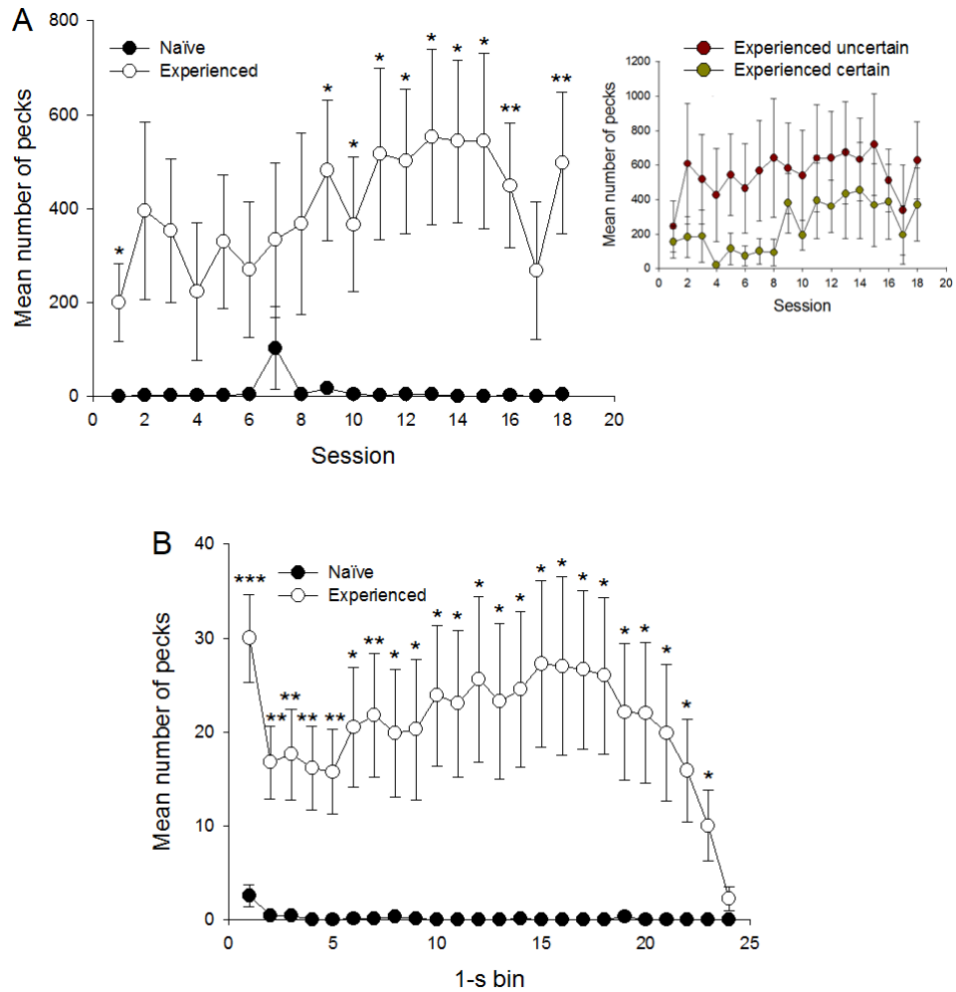 A
Mean number of pecks
800
600
400
200
0
Naïve
Experienced
* * * * * * * * ** **
0 2 4 6 8 10 12 14 16 18 20
Session
Experienced uncertain
Experienced certain
Mean number of pecks
1200
1000
800
600
400
200
0
0 2 4 6 8 10 12 14 16 18 20
Session
B
Mean number of pecks
40
30
20
10
0
Naïve
Experienced
*** ** ** ** ** * ** * * * * * * * * * * * * * * * *
0 5 10 15 20 25
1-s bin